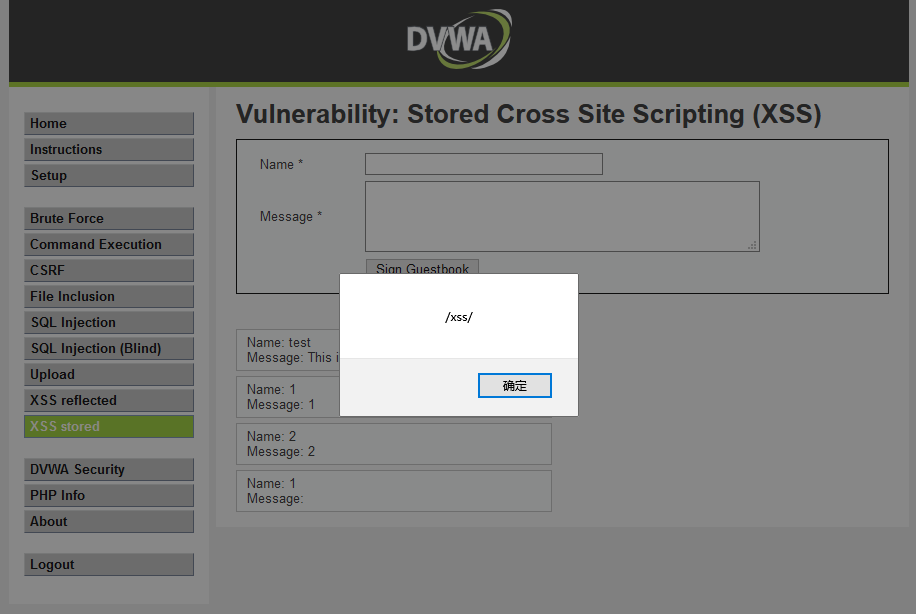 DVWA
Home
Instructions
Setup
Brute Force
Command Execution
CSRF
File Inclusion
SQL Injection
SQL Injection (Blind)
Upload
XSS reflected
XSS stored
DVWA Security
PHP Info
About
Logout
Vulnerability: Stored Cross Site Scripting (XSS)
Name *
Message *
Sign Guestbook
/xss/
确定
Name: test
Message: This i
Name: 1
Message: 1
Name: 2
Message: 2
Name: 1
Message: